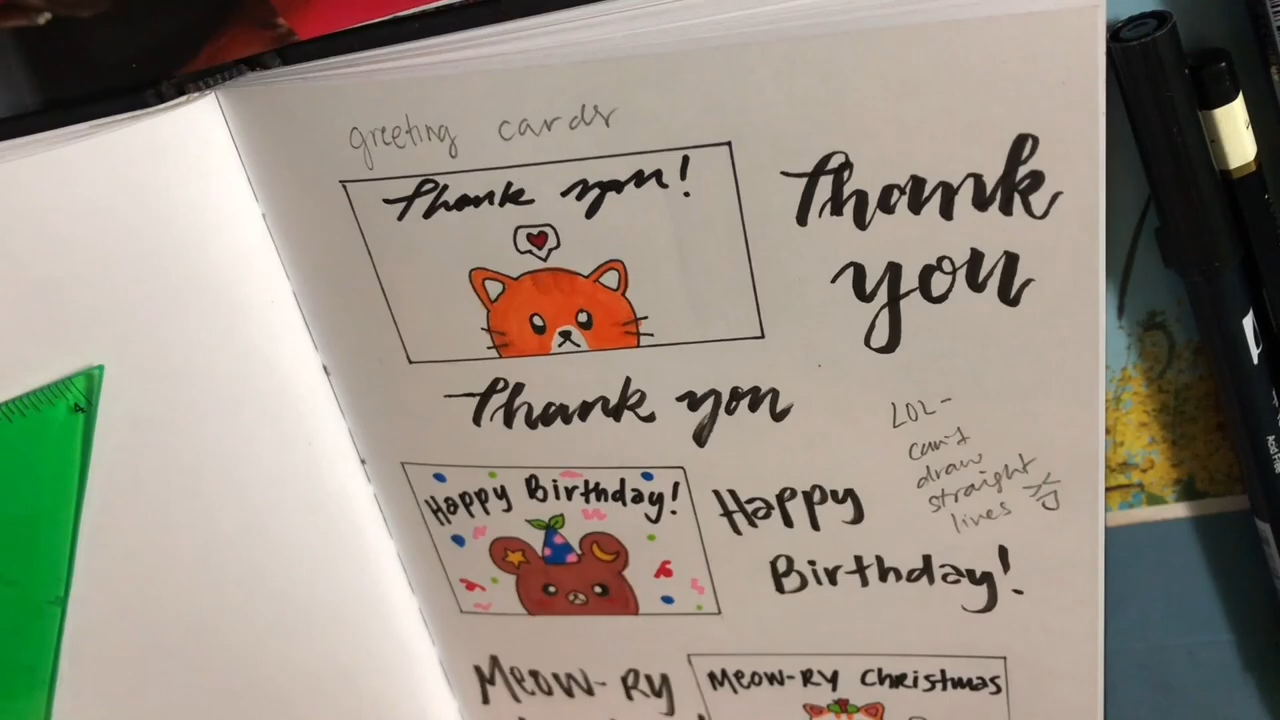 greeting cards
Thank you!
Thank
you
Thank you
LOL-
can't
draw
straight
lines
Happy Birthday!
Happy
Birthday!
Meow-Ry
Meow-Ry Christmas
4